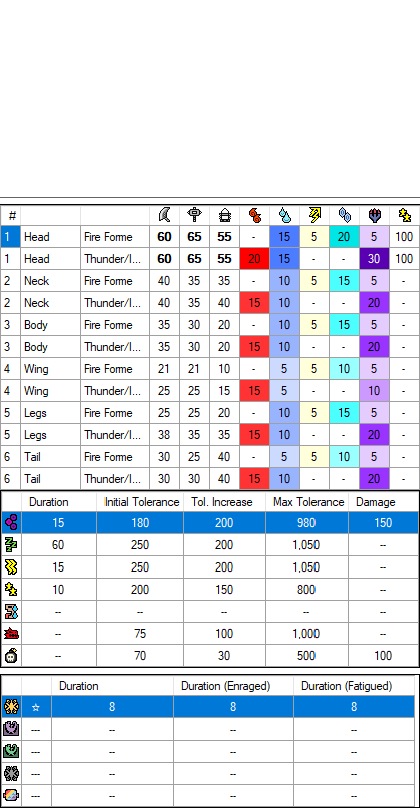 #
1 Head Fire Forme 60 65 55 - 15 5 20 5 100
1 Head Thunder/I... 60 65 55 20 15 - - 30 100
2 Neck Fire Forme 40 35 35 - 10 5 15 5 -
2 Neck Thunder/I... 40 35 35 15 10 - - 20 -
3 Body Fire Forme 35 30 20 - 10 5 15 5 -
3 Body Thunder/I... 35 30 20 15 10 - - 20 -
4 Wing Fire Forme 21 21 10 - 5 5 10 5 -
4 Wing Thunder/I... 25 25 15 15 5 - - 10 -
5 Legs Fire Forme 25 25 20 - 10 5 15 5 -
5 Legs Thunder/I... 38 35 35 15 10 - - 20 -
6 Tail Fire Forme 30 25 40 - 5 5 10 5 -
6 Tail Thunder/I... 30 30 40 15 10 - - 20 -
Duration Initial Tolerance Tol. Increase Max Tolerance Damage
15 180 200 980 150
60 250 200 1,050 --
15 250 200 1,050 --
10 200 150 800 --
-- -- -- -- --
-- 75 100 1,000 --
-- 70 30 500 100
Duration Duration (Enraged) Duration (Fatigued)
☆ 8 8 8
--- -- -- --
--- -- -- --
--- -- -- --
--- -- -- --